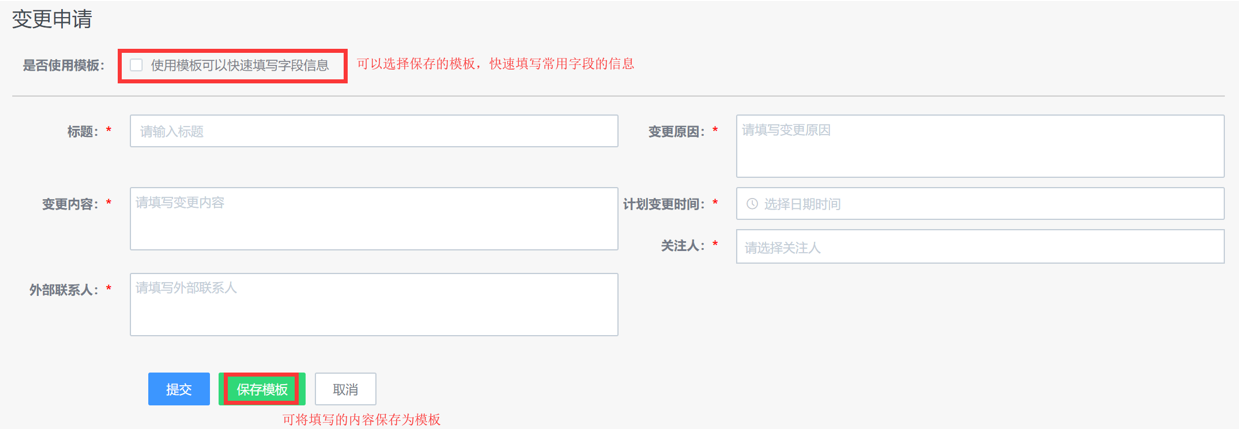 变更申请
是否使用模板： 使用模板可以快速填写字段信息 可以选择保存的模板，快速填写常用字段的信息
标题： * 请输入标题 变更原因： * 请填写变更原因
变更内容： * 请填写变更内容 计划变更时间： * 选择日期时间
关注人： * 请选择关注人
外部联系人： * 请填写外部联系人
提交 保存模板 取消
可将填写的内容保存为模板